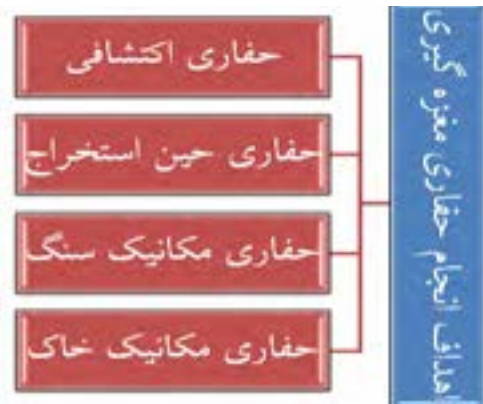 اهداف انجام حفاری مغزه گیری
حفاری اکتشافی
حفاری حین استخراج
حفاری مکانیک سنگ
حفاری مکانیک خاک